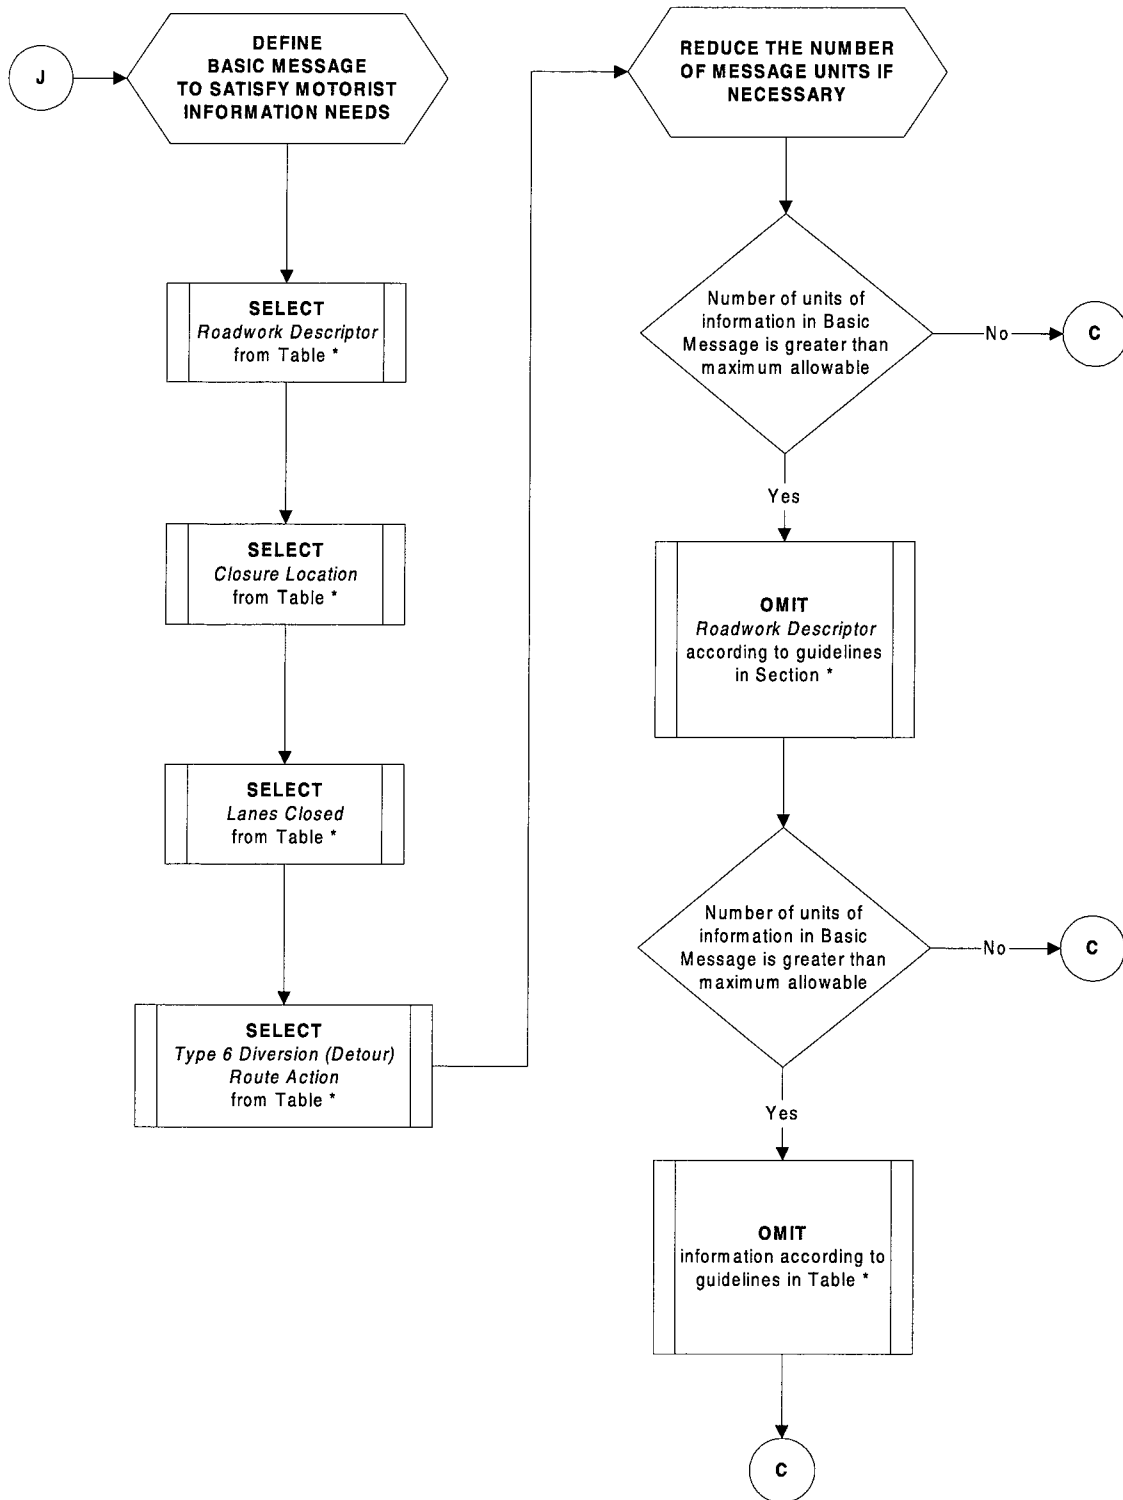 J
DEFINE
BASIC MESSAGE
TO SATISFY MOTORIST
INFORMATION NEEDS
SELECT
Roadwork Descriptor
from Table *
SELECT
Closure Location
from Table *
SELECT
Lanes Closed
from Table *
SELECT
Type 6 Diversion (Detour)
Route Action
from Table *
REDUCE THE NUMBER
OF MESSAGE UNITS IF
NECESSARY
Number of units of
information in Basic
Message is greater than
maximum allowable
No
C
Yes
OMIT
Roadwork Descriptor
according to guidelines
in Section *
Number of units of
information in Basic
Message is greater than
maximum allowable
No
C
Yes
OMIT
information according to
guidelines in Table *
C